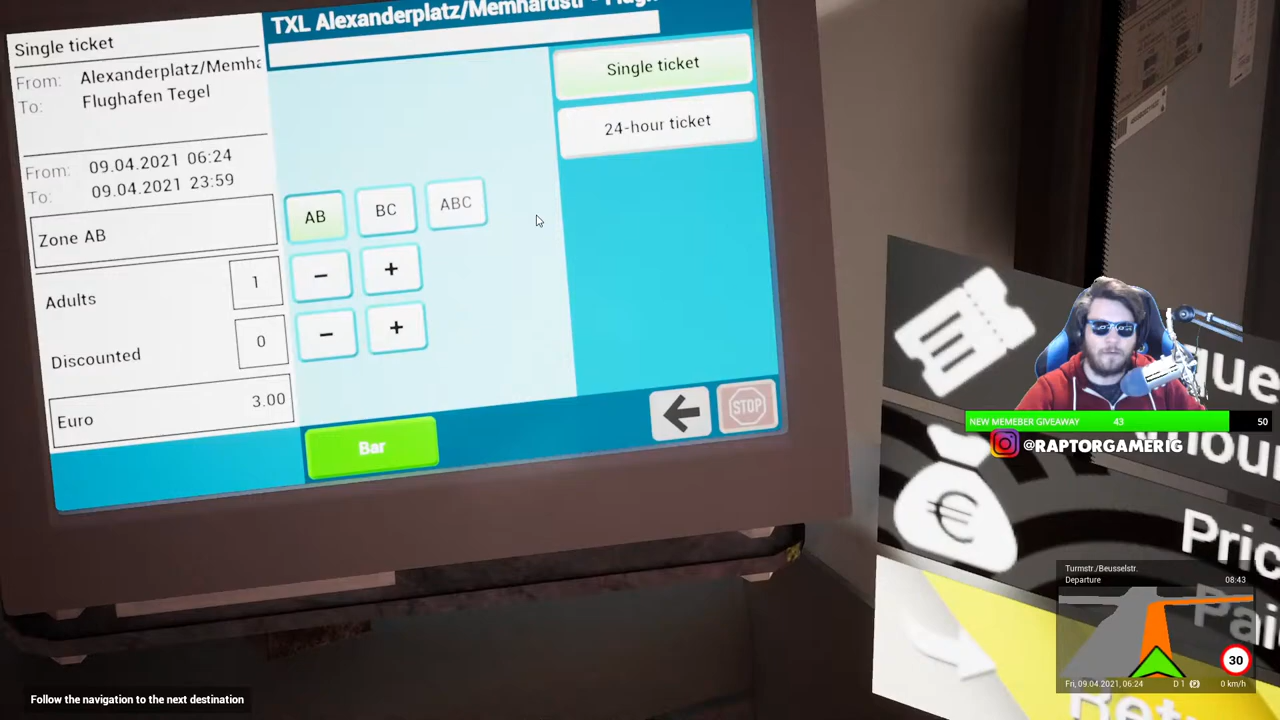 TXL Alexanderplatz/Memhardstr - Flugh
Single ticket
From: Alexanderplatz/Memha
To: Flughafen Tegel
From: 09.04.2021 06:24
To: 09.04.2021 23:59
Zone AB
Adults 1
Discounted 0
Euro 3.00
AB BC ABC
− +
− +
Bar
Single ticket
24-hour ticket
STOP
NEW MEMEBER GIVEAWAY 43 50
@RAPTORGAMERIG
Turmstr./Beusselstr.
Departure 08:43
30
Fri, 09.04.2021, 06:24 D 1 (P) 0 km/h
Follow the navigation to the next destination